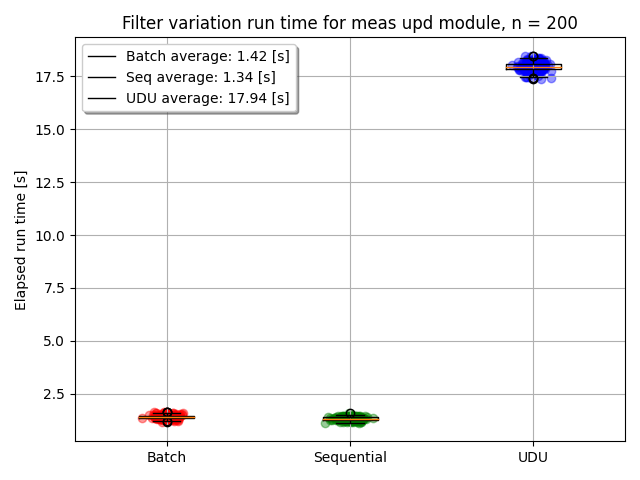 Filter variation run time for meas upd module, n = 200
Batch average: 1.42 [s]
Seq average: 1.34 [s]
UDU average: 17.94 [s]
Elapsed run time [s]
17.5
15.0
12.5
10.0
7.5
5.0
2.5
Batch Sequential UDU